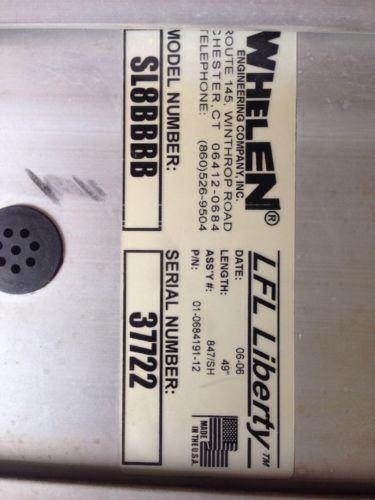 WHELEN®
ENGINEERING COMPANY, INC.
ROUTE 145, WINTHROP ROAD
CHESTER, CT 06412-0684
TELEPHONE: (860)526-9504
MODEL NUMBER:
SL8BBBB
LFL Liberty™
DATE: 06-06
LENGTH: 49"
ASS'Y #: 847/SH
P/N: 01-0684191-12
MADE
IN THE U.S.A.
SERIAL NUMBER:
37722